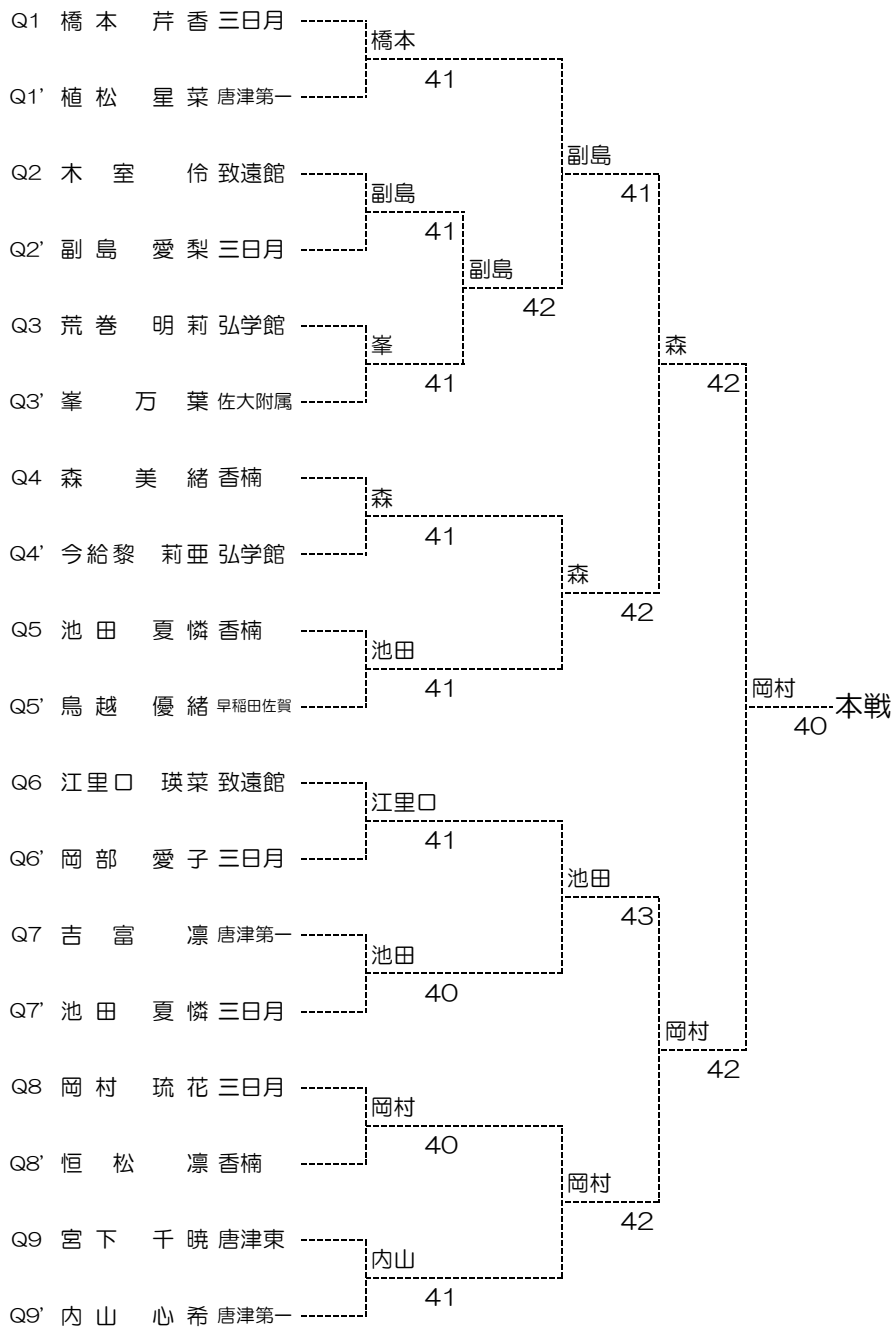 Q1 橋本 芹香 三日月
橋本
41
Q1' 植松 星菜 唐津第一
副島
41
Q2 木室 伶 致遠館
副島
41
Q2' 副島 愛梨 三日月
副島
42
Q3 荒巻 明莉 弘学館
峯
41
森
42
Q3' 峯 万葉 佐大附属
Q4 森 美緒 香楠
森
41
Q4' 今給黎 莉亜 弘学館
森
42
Q5 池田 夏憐 香楠
池田
41
Q5' 鳥越 優緒 早稲田佐賀
岡村
40
本戦
Q6 江里口 瑛菜 致遠館
江里口
41
Q6' 岡部 愛子 三日月
池田
43
Q7 吉富 凛 唐津第一
池田
40
Q7' 池田 夏憐 三日月
岡村
42
Q8 岡村 琉花 三日月
岡村
40
Q8' 恒松 凛 香楠
岡村
42
Q9 宮下 千暁 唐津東
内山
41
Q9' 内山 心希 唐津第一